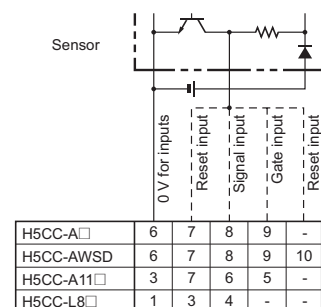 Sensor
0 V for inputs
Reset input
Signal input
Gate input
Reset input
H5CC-A□ 6 7 8 9 -
H5CC-AWSD 6 7 8 9 10
H5CC-A11□ 3 7 6 5 -
H5CC-L8□ 1 3 4 - -